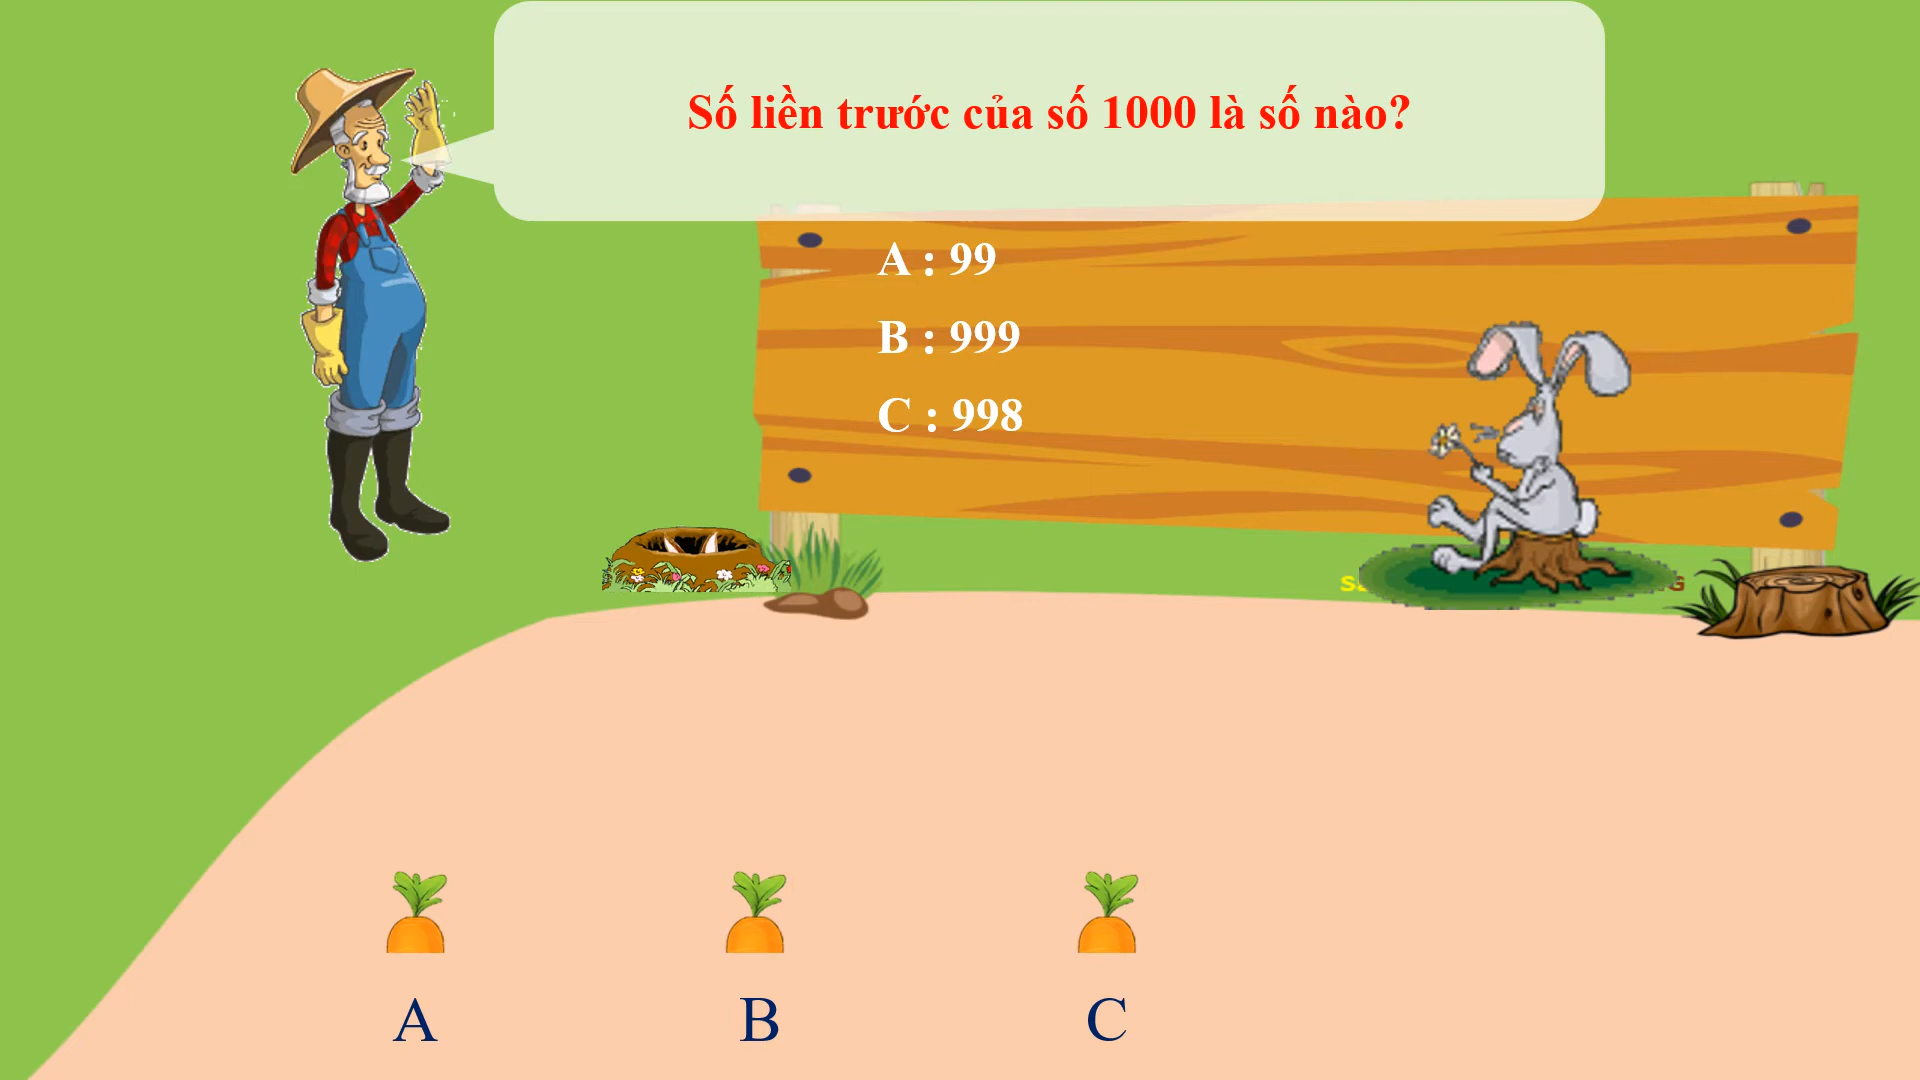 Số liền trước của số 1000 là số nào?
A : 99
B : 999
C : 998
A B C